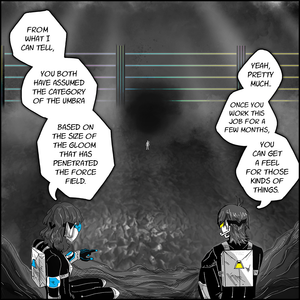 FROM
WHAT I
CAN TELL,
YOU BOTH
HAVE ASSUMED
THE CATEGORY
OF THE UMBRA
BASED ON
THE SIZE OF
THE GLOOM
THAT HAS
PENETRATED
THE FORCE
FIELD.
YEAH,
PRETTY
MUCH.
ONCE YOU
WORK THIS
JOB FOR A
FEW MONTHS,
YOU CAN
GET A FEEL
FOR THOSE
KINDS OF
THINGS.